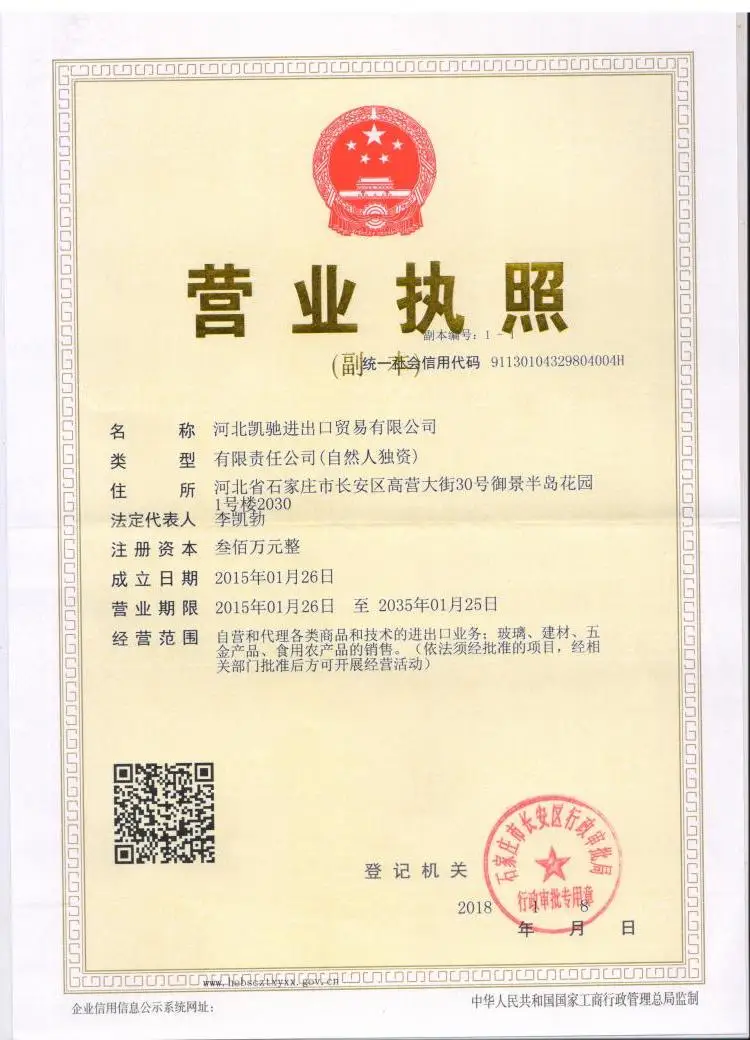 营业执照
副本编号：1-1
(副 本)
统一社会信用代码 91130104329804004H
名称 河北凯驰进出口贸易有限公司
类型 有限责任公司(自然人独资)
住所 河北省石家庄市长安区高营大街30号御景半岛花园
1号楼2030
法定代表人 李凯勃
注册资本 叁佰万元整
成立日期 2015年01月26日
营业期限 2015年01月26日 至 2035年01月25日
经营范围 自营和代理各类商品和技术的进出口业务；玻璃、建材、五
金产品、食用农产品的销售。（依法须经批准的项目，经相
关部门批准后方可开展经营活动）
石家庄市长安区行政审批局
行政审批专用章
登记机关
2018 1 8
年 月 日
www.hebscztxyxx.gov.cn
企业信用信息公示系统网址：
中华人民共和国国家工商行政管理总局监制